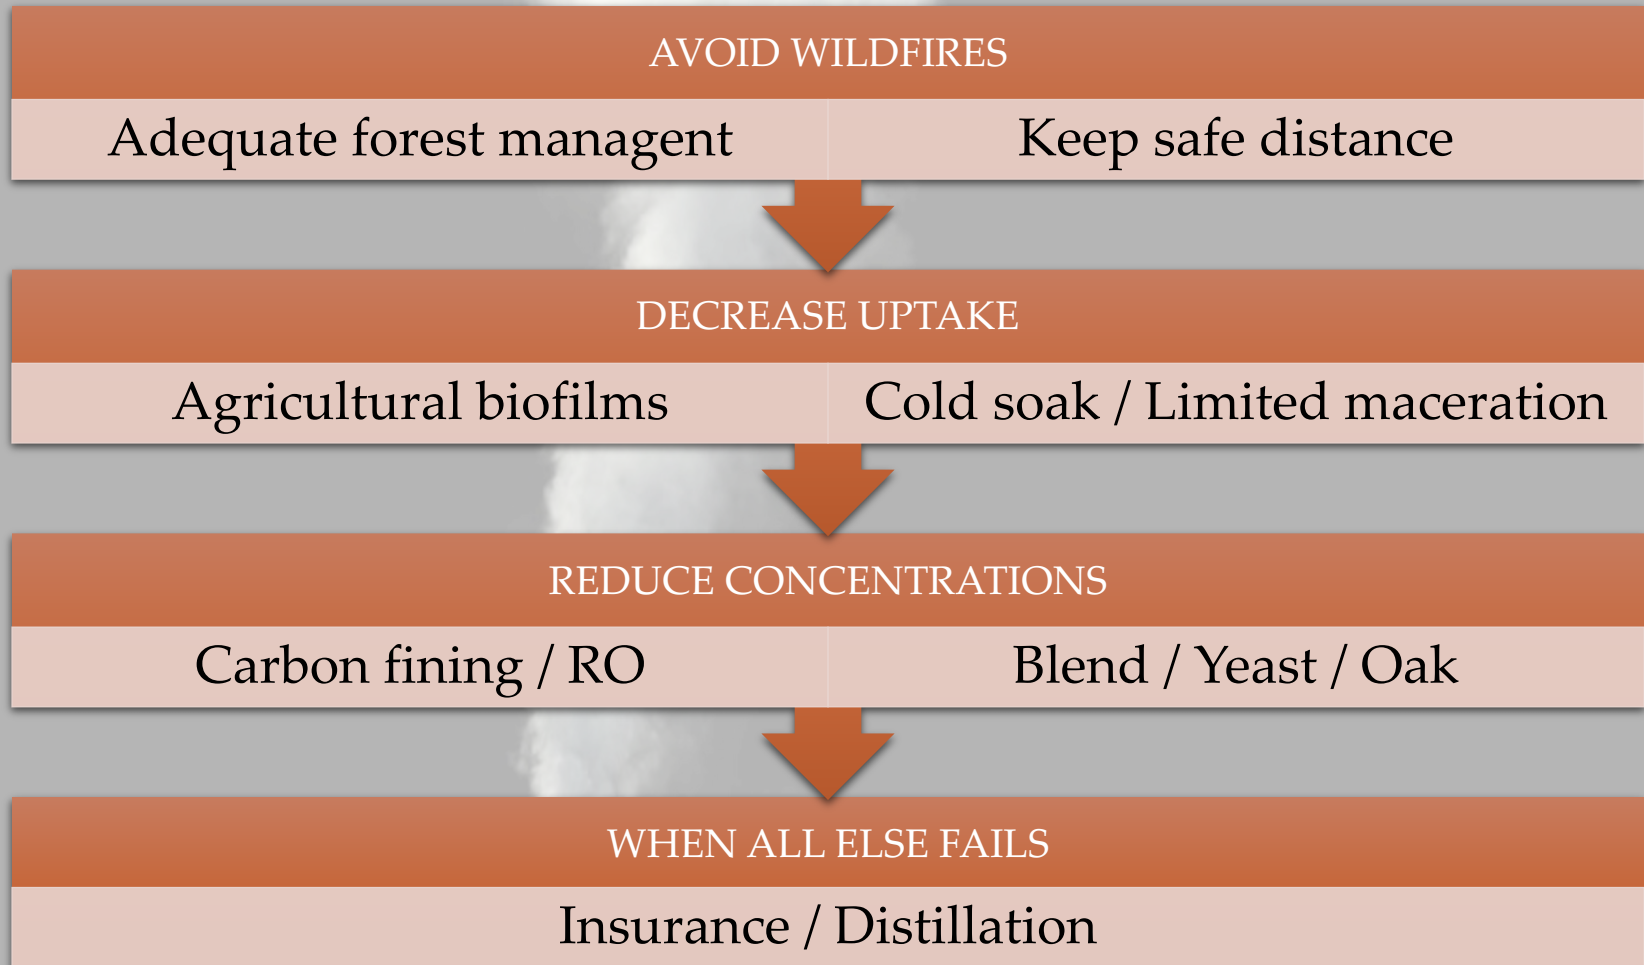 AVOID WILDFIRES
Adequate forest managent
Keep safe distance
DECREASE UPTAKE
Agricultural biofilms
Cold soak / Limited maceration
REDUCE CONCENTRATIONS
Carbon fining / RO
Blend / Yeast / Oak
WHEN ALL ELSE FAILS
Insurance / Distillation